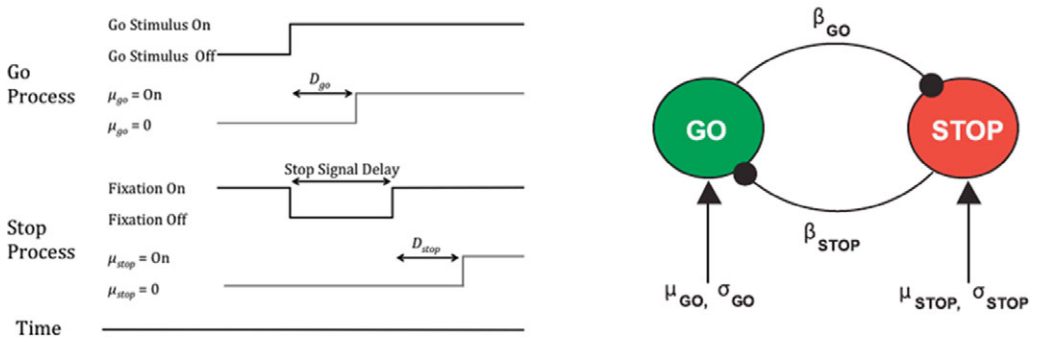 Go Stimulus On
Go Stimulus Off
Go
Process
D_go
μ_go = On
μ_go = 0
Stop Signal Delay
Fixation On
Fixation Off
Stop
Process
D_stop
μ_stop = On
μ_stop = 0
Time
β_GO
GO
STOP
β_STOP
μ_GO, σ_GO
μ_STOP, σ_STOP